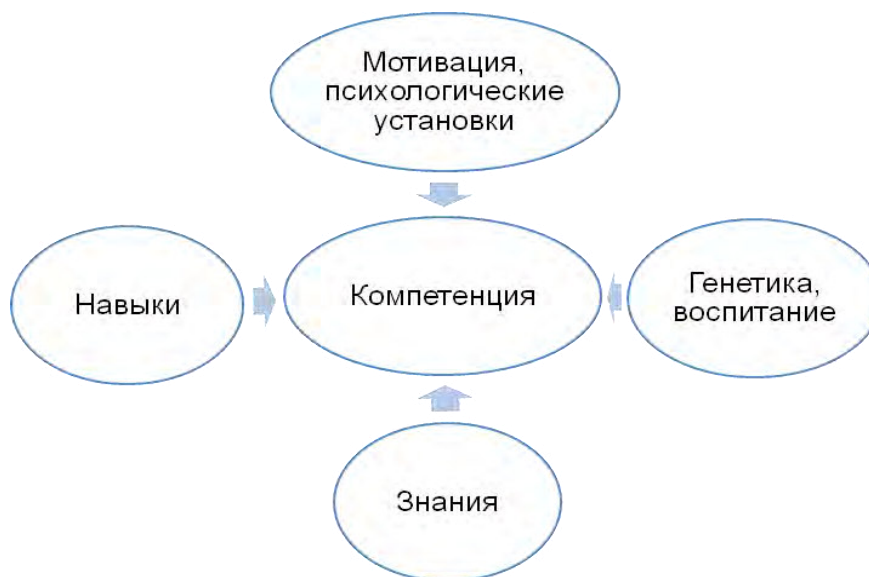 Мотивация,
психологические
установки
Навыки
Компетенция
Генетика,
воспитание
Знания